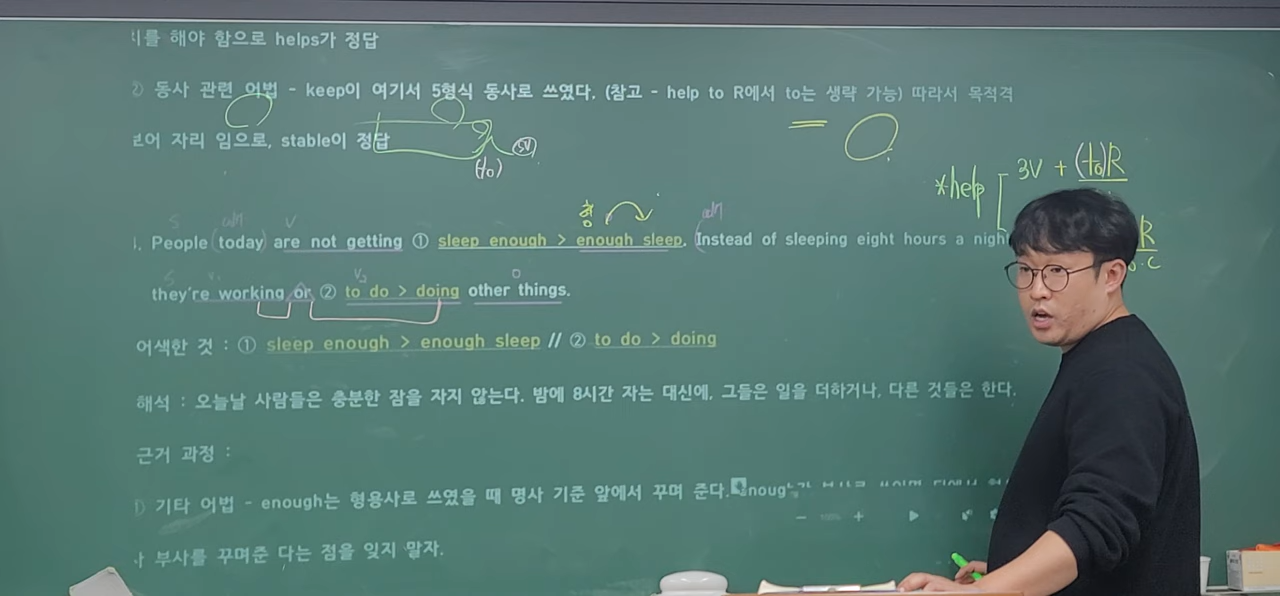 를 해야 함으로 helps가 정답
② 동사 관련 어법 - keep이 여기서 5형식 동사로 쓰였다. (참고 - help to R에서 to는 생략 가능) 따라서 목적격
보어 자리 임으로, stable이 정답
(to)
*help
3V + (to)R
R
o.c
형
S adv V
adv
. People (today) are not getting ① sleep enough > enough sleep. (Instead of sleeping eight hours a nigh
S V₂ O
they're working or ② to do > doing other things.
어색한 것 : ① sleep enough > enough sleep // ② to do > doing
해석 : 오늘날 사람들은 충분한 잠을 자지 않는다. 밤에 8시간 자는 대신에, 그들은 일을 더하거나, 다른 것들은 한다.
근거 과정 :
① 기타 어법 - enough는 형용사로 쓰였을 때 명사 기준 앞에서 꾸며 준다.
부사를 꾸며준 다는 점을 잊지 말자.